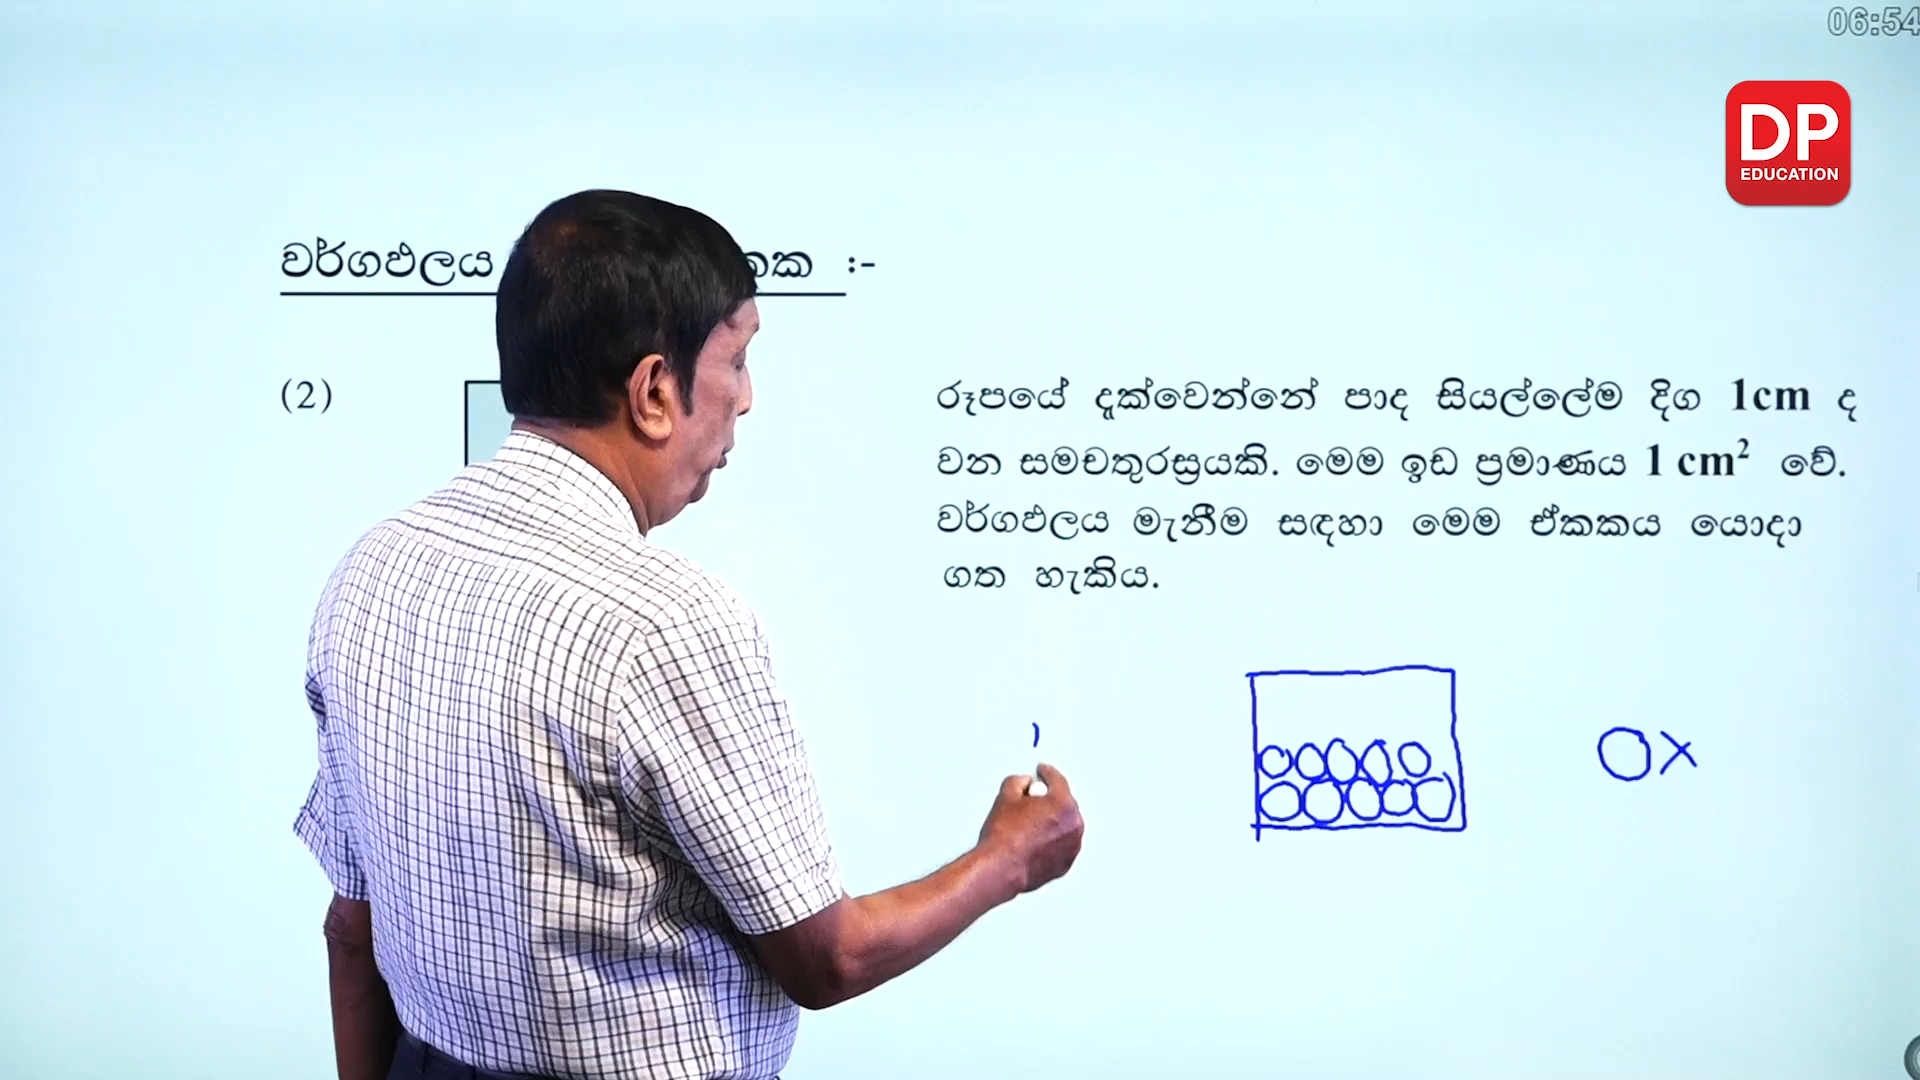 06:54
DP
EDUCATION
වර්ගඵලය
:-
(2)
රූපයේ දැක්වෙන්නේ පාද සියල්ලේම දිග 1cm ද
වන සමචතුරස්‍රයකි. මෙම ඉඩ ප්‍රමාණය 1 cm² වේ.
වර්ගඵලය මැනීම සඳහා මෙම ඒකකය යොදා
ගත හැකිය.